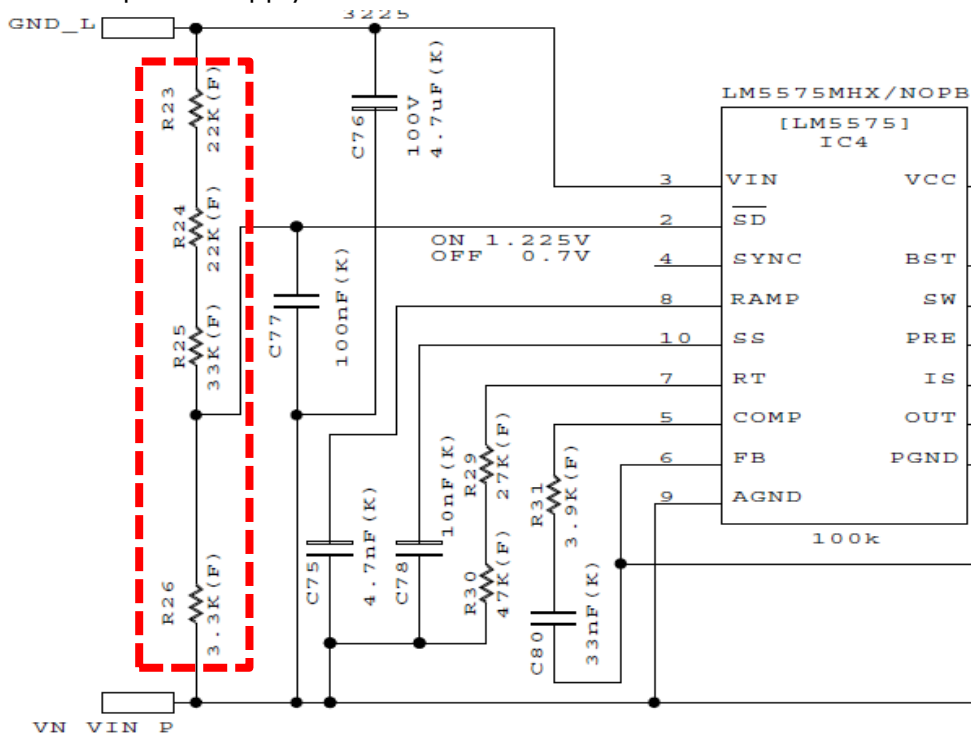 3225
GND_L
R23
22K(F)
R24
22K(F)
R25
33K(F)
R26
3.3K(F)
C76
100V
4.7uF(K)
C77
100nF(K)
ON 1.225V
OFF 0.7V
C75
4.7nF(K)
C78
10nF(K)
R29
27K(F)
R30
47K(F)
R31
3.9K(F)
C80
33nF(K)
LM5575MHX/NOPB
[LM5575]
IC4
3 VIN VCC
2 SD
4 SYNC BST
8 RAMP SW
10 SS PRE
7 RT IS
5 COMP OUT
6 FB PGND
9 AGND
100k
VN VIN P